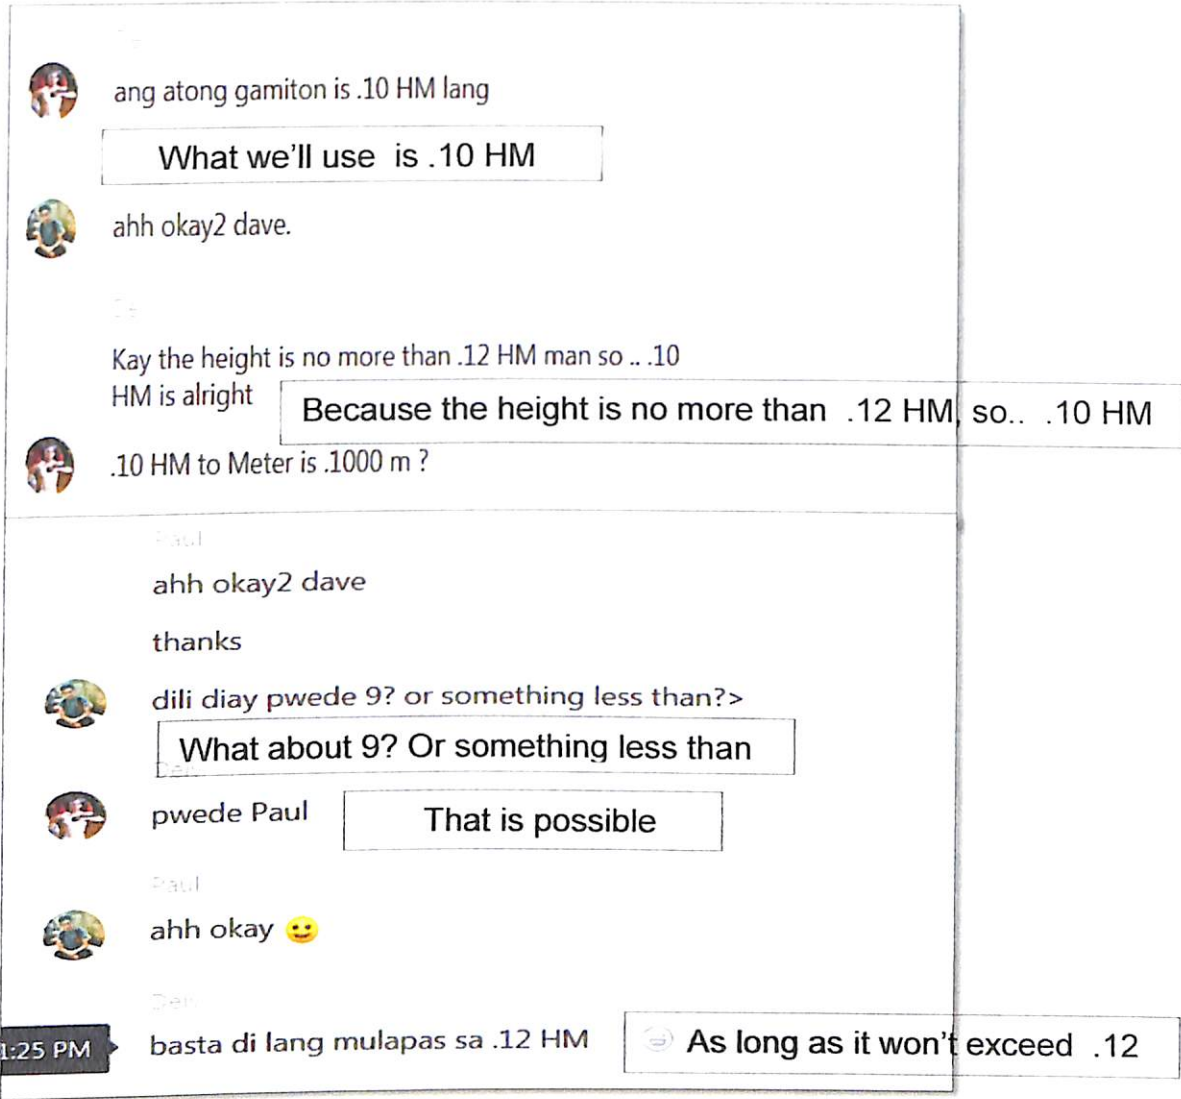 ang atong gamiton is .10 HM lang
What we'll use is .10 HM
ahh okay2 dave.
Kay the height is no more than .12 HM man so .. .10
HM is alright
Because the height is no more than .12 HM, so.. .10 HM
.10 HM to Meter is .1000 m ?
Paul
ahh okay2 dave
thanks
dili diay pwede 9? or something less than?>
What about 9? Or something less than
pwede Paul
That is possible
Paul
ahh okay
1:25 PM
basta di lang mulapas sa .12 HM
As long as it won't exceed .12